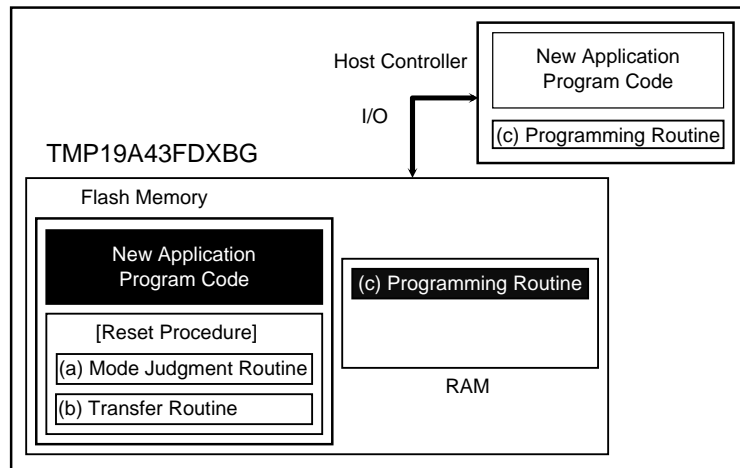 Host Controller
New Application
Program Code
(c) Programming Routine
I/O
TMP19A43FDXBG
Flash Memory
New Application
Program Code
[Reset Procedure]
(a) Mode Judgment Routine
(b) Transfer Routine
(c) Programming Routine
RAM